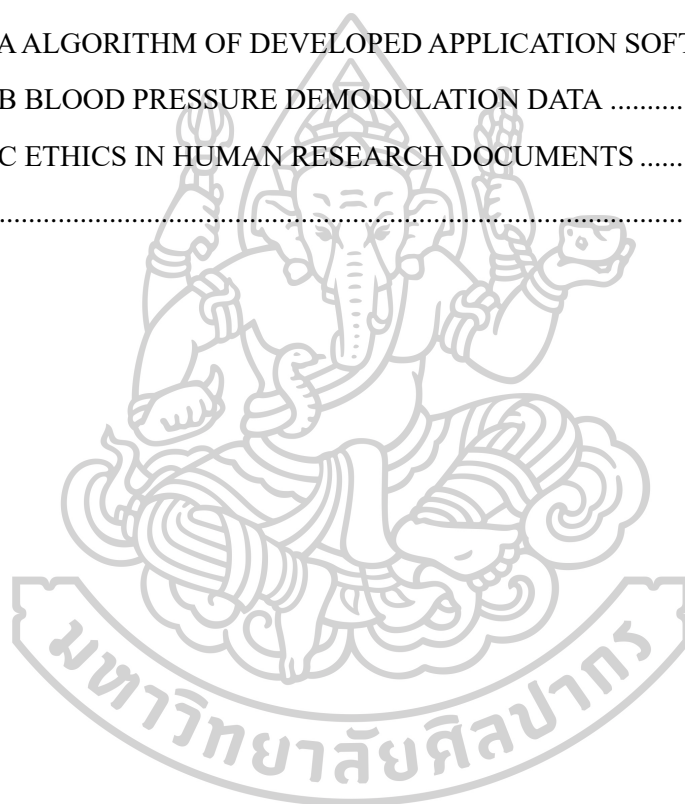 A ALGORITHM OF DEVELOPED APPLICATION SOFT
B BLOOD PRESSURE DEMODULATION DATA ..........
C ETHICS IN HUMAN RESEARCH DOCUMENTS ......
................................................................................................
มหาวิทยาลัยศิลปากร